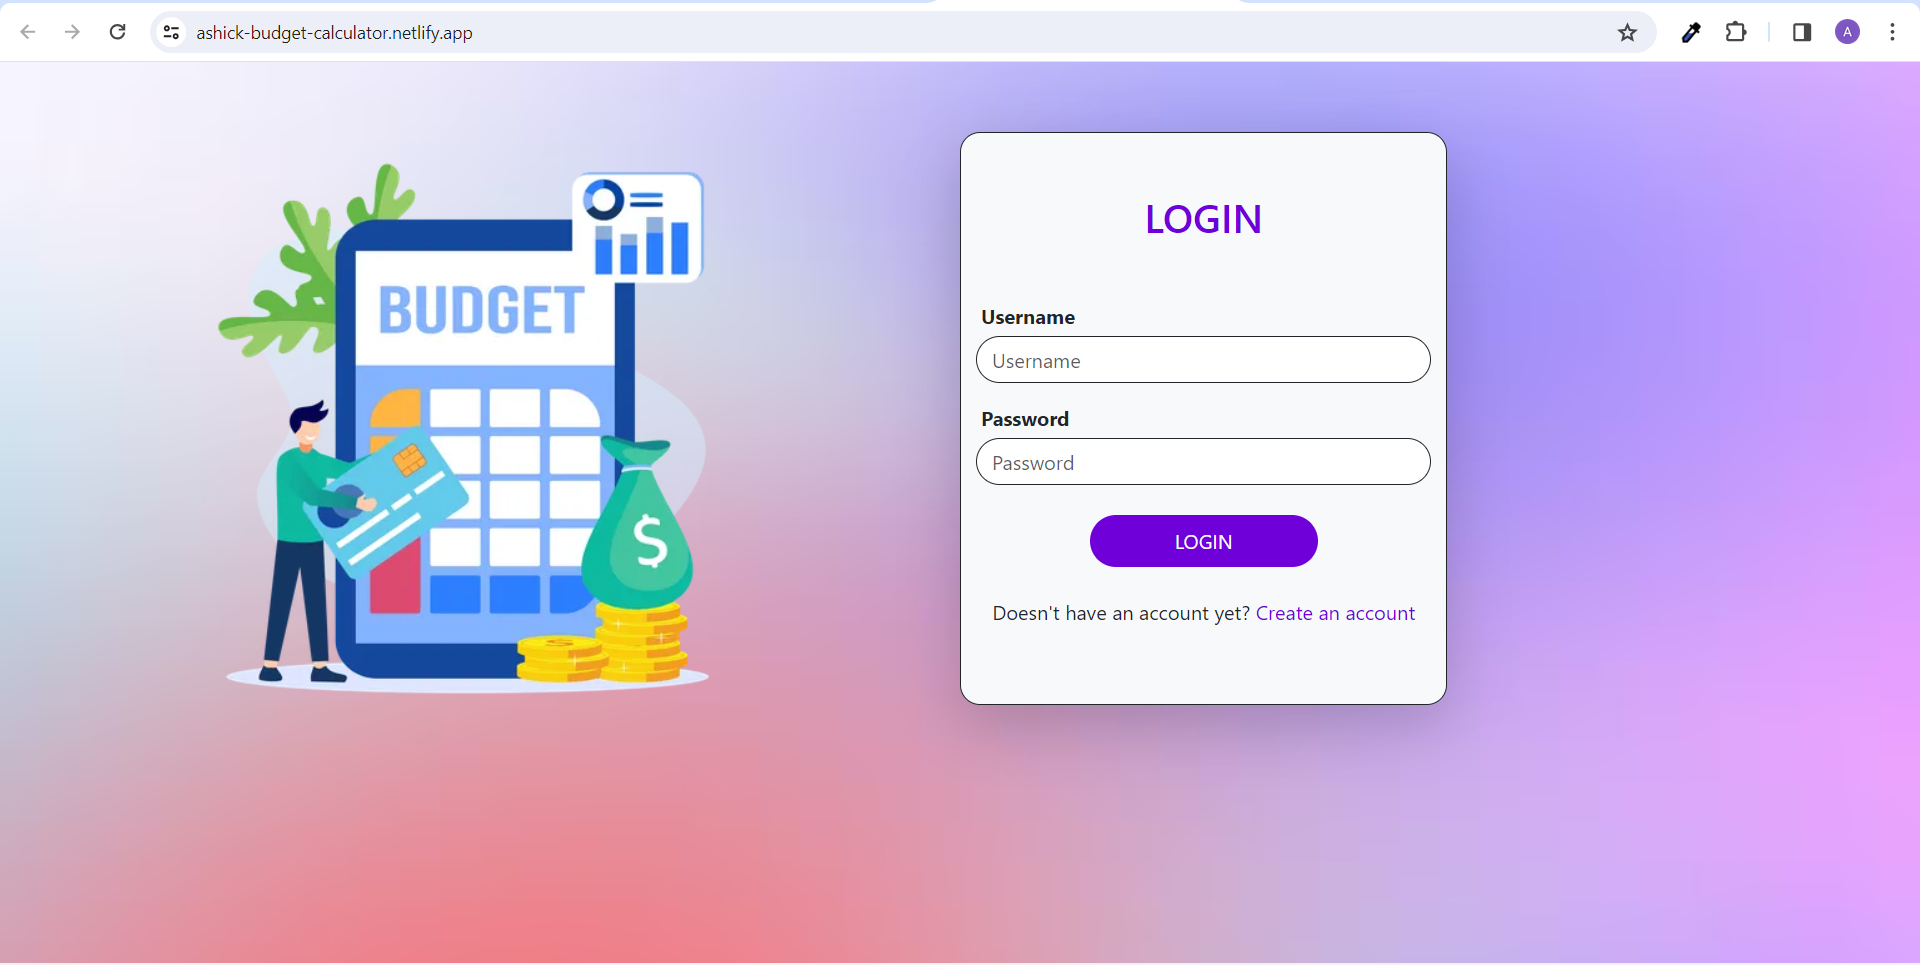 ashick-budget-calculator.netlify.app
A
BUDGET
$
LOGIN
Username
Username
Password
Password
LOGIN
Doesn't have an account yet? Create an account